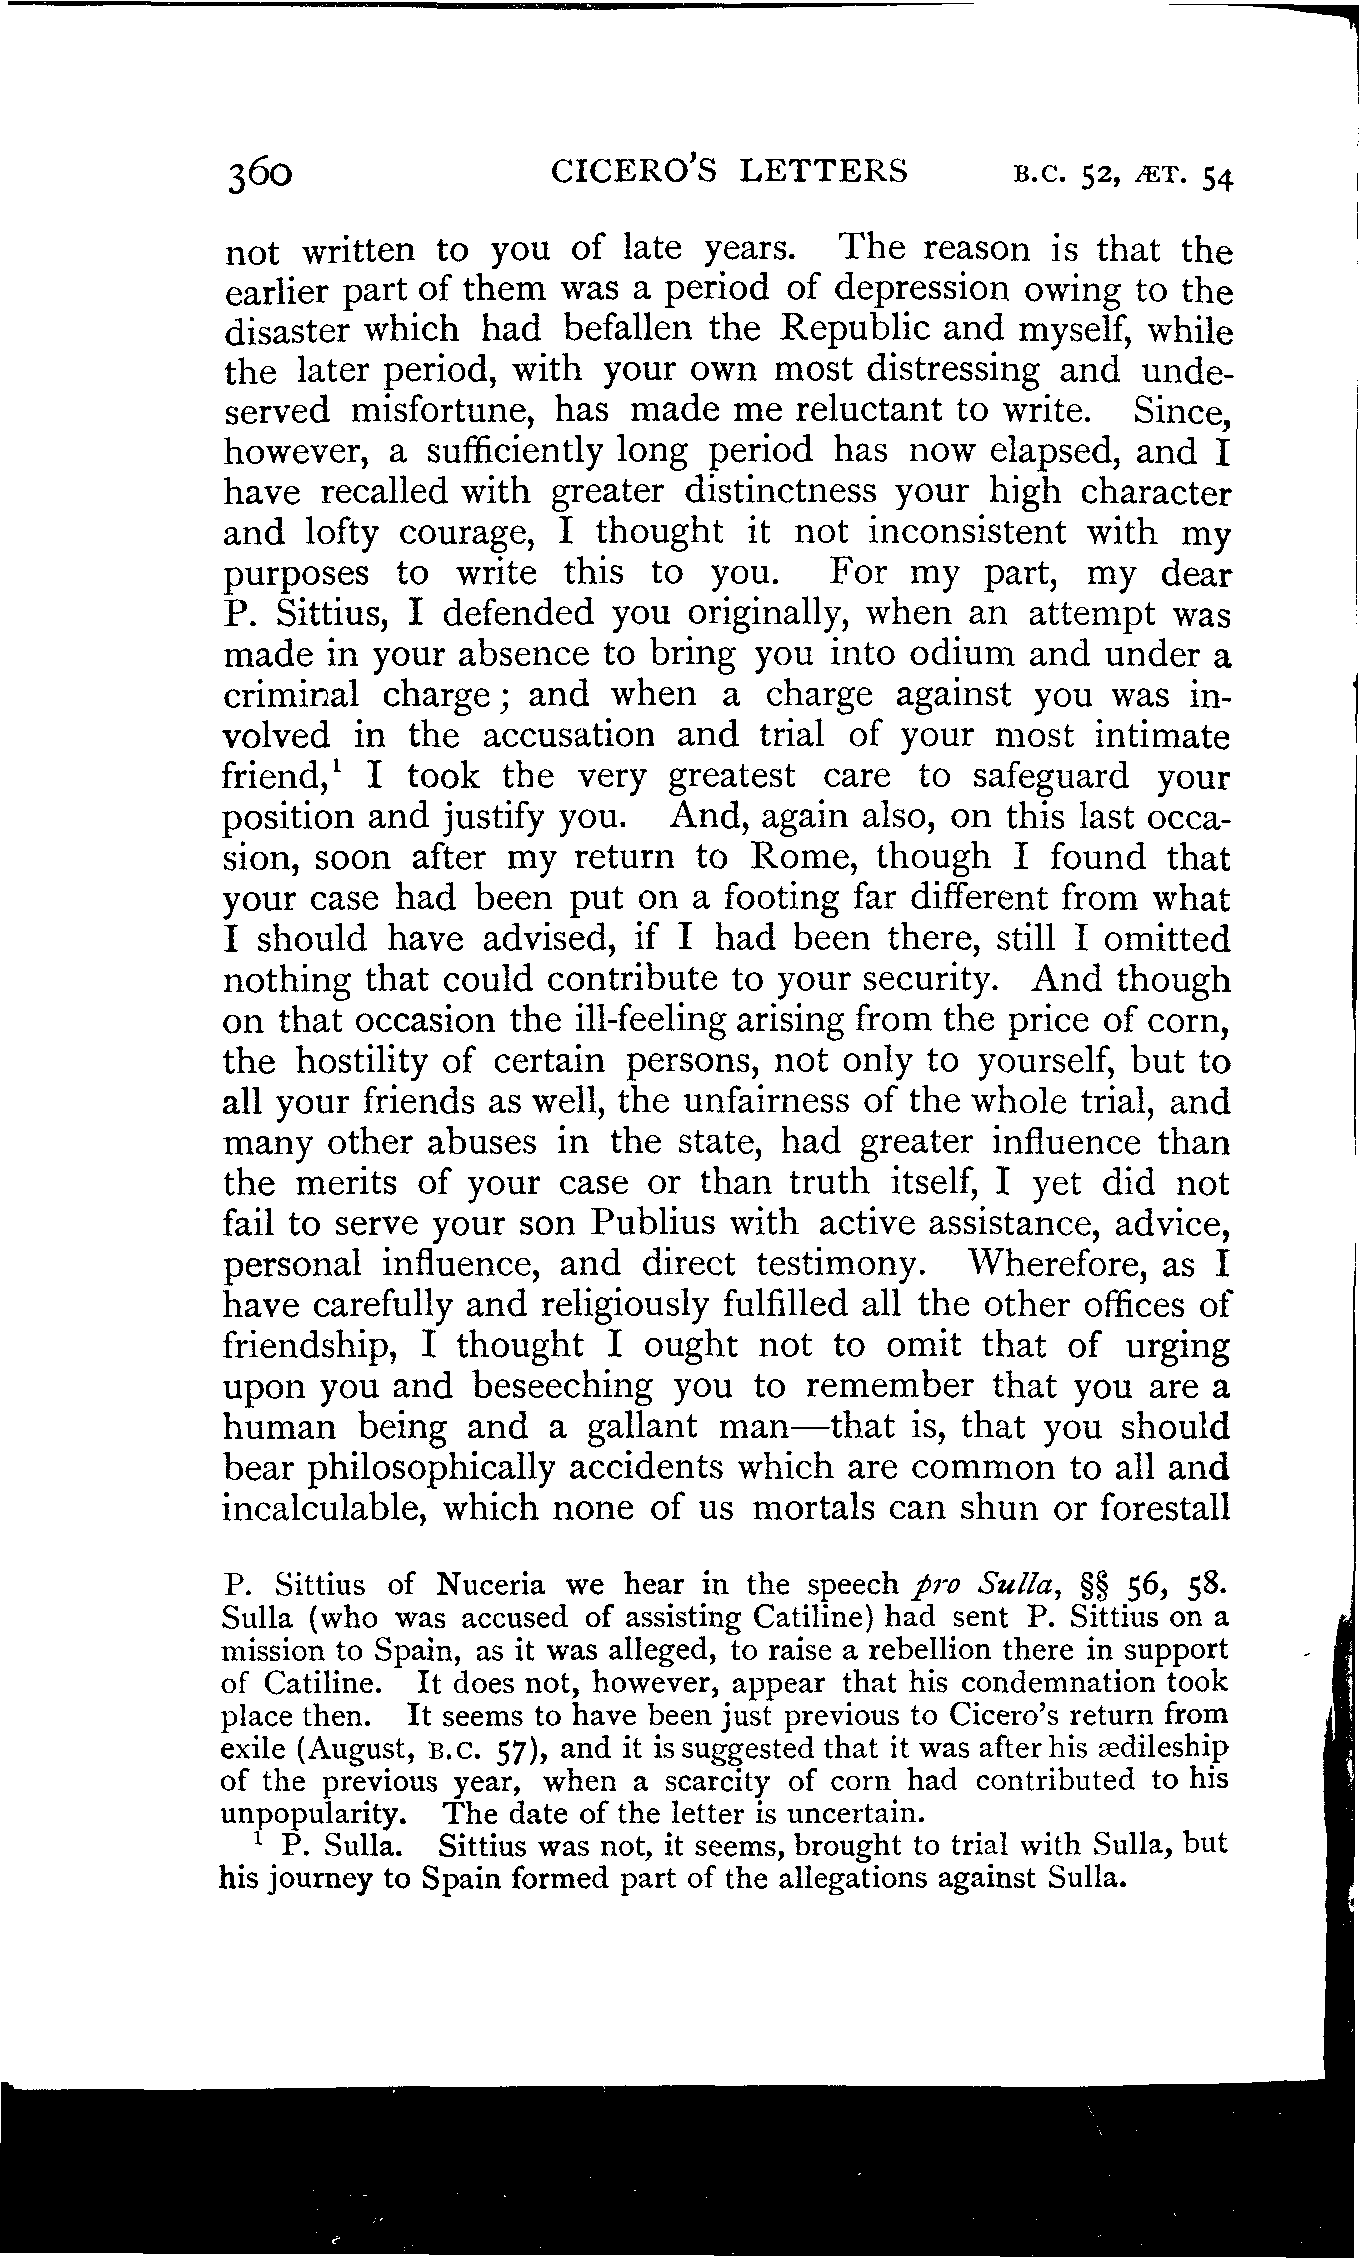 360 CICERO'S LETTERS B.C. 52, ÆT. 54
not written to you of late years. The reason is that the
earlier part of them was a period of depression owing to the
disaster which had befallen the Republic and myself, while
the later period, with your own most distressing and unde-
served misfortune, has made me reluctant to write. Since,
however, a sufficiently long period has now elapsed, and I
have recalled with greater distinctness your high character
and lofty courage, I thought it not inconsistent with my
purposes to write this to you. For my part, my dear
P. Sittius, I defended you originally, when an attempt was
made in your absence to bring you into odium and under a
criminal charge; and when a charge against you was in-
volved in the accusation and trial of your most intimate
friend,¹ I took the very greatest care to safeguard your
position and justify you. And, again also, on this last occa-
sion, soon after my return to Rome, though I found that
your case had been put on a footing far different from what
I should have advised, if I had been there, still I omitted
nothing that could contribute to your security. And though
on that occasion the ill-feeling arising from the price of corn,
the hostility of certain persons, not only to yourself, but to
all your friends as well, the unfairness of the whole trial, and
many other abuses in the state, had greater influence than
the merits of your case or than truth itself, I yet did not
fail to serve your son Publius with active assistance, advice,
personal influence, and direct testimony. Wherefore, as I
have carefully and religiously fulfilled all the other offices of
friendship, I thought I ought not to omit that of urging
upon you and beseeching you to remember that you are a
human being and a gallant man—that is, that you should
bear philosophically accidents which are common to all and
incalculable, which none of us mortals can shun or forestall
P. Sittius of Nuceria we hear in the speech pro Sulla, §§ 56, 58.
Sulla (who was accused of assisting Catiline) had sent P. Sittius on a
mission to Spain, as it was alleged, to raise a rebellion there in support
of Catiline. It does not, however, appear that his condemnation took
place then. It seems to have been just previous to Cicero's return from
exile (August, B.C. 57), and it is suggested that it was after his ædileship
of the previous year, when a scarcity of corn had contributed to his
unpopularity. The date of the letter is uncertain.
¹ P. Sulla. Sittius was not, it seems, brought to trial with Sulla, but
his journey to Spain formed part of the allegations against Sulla.